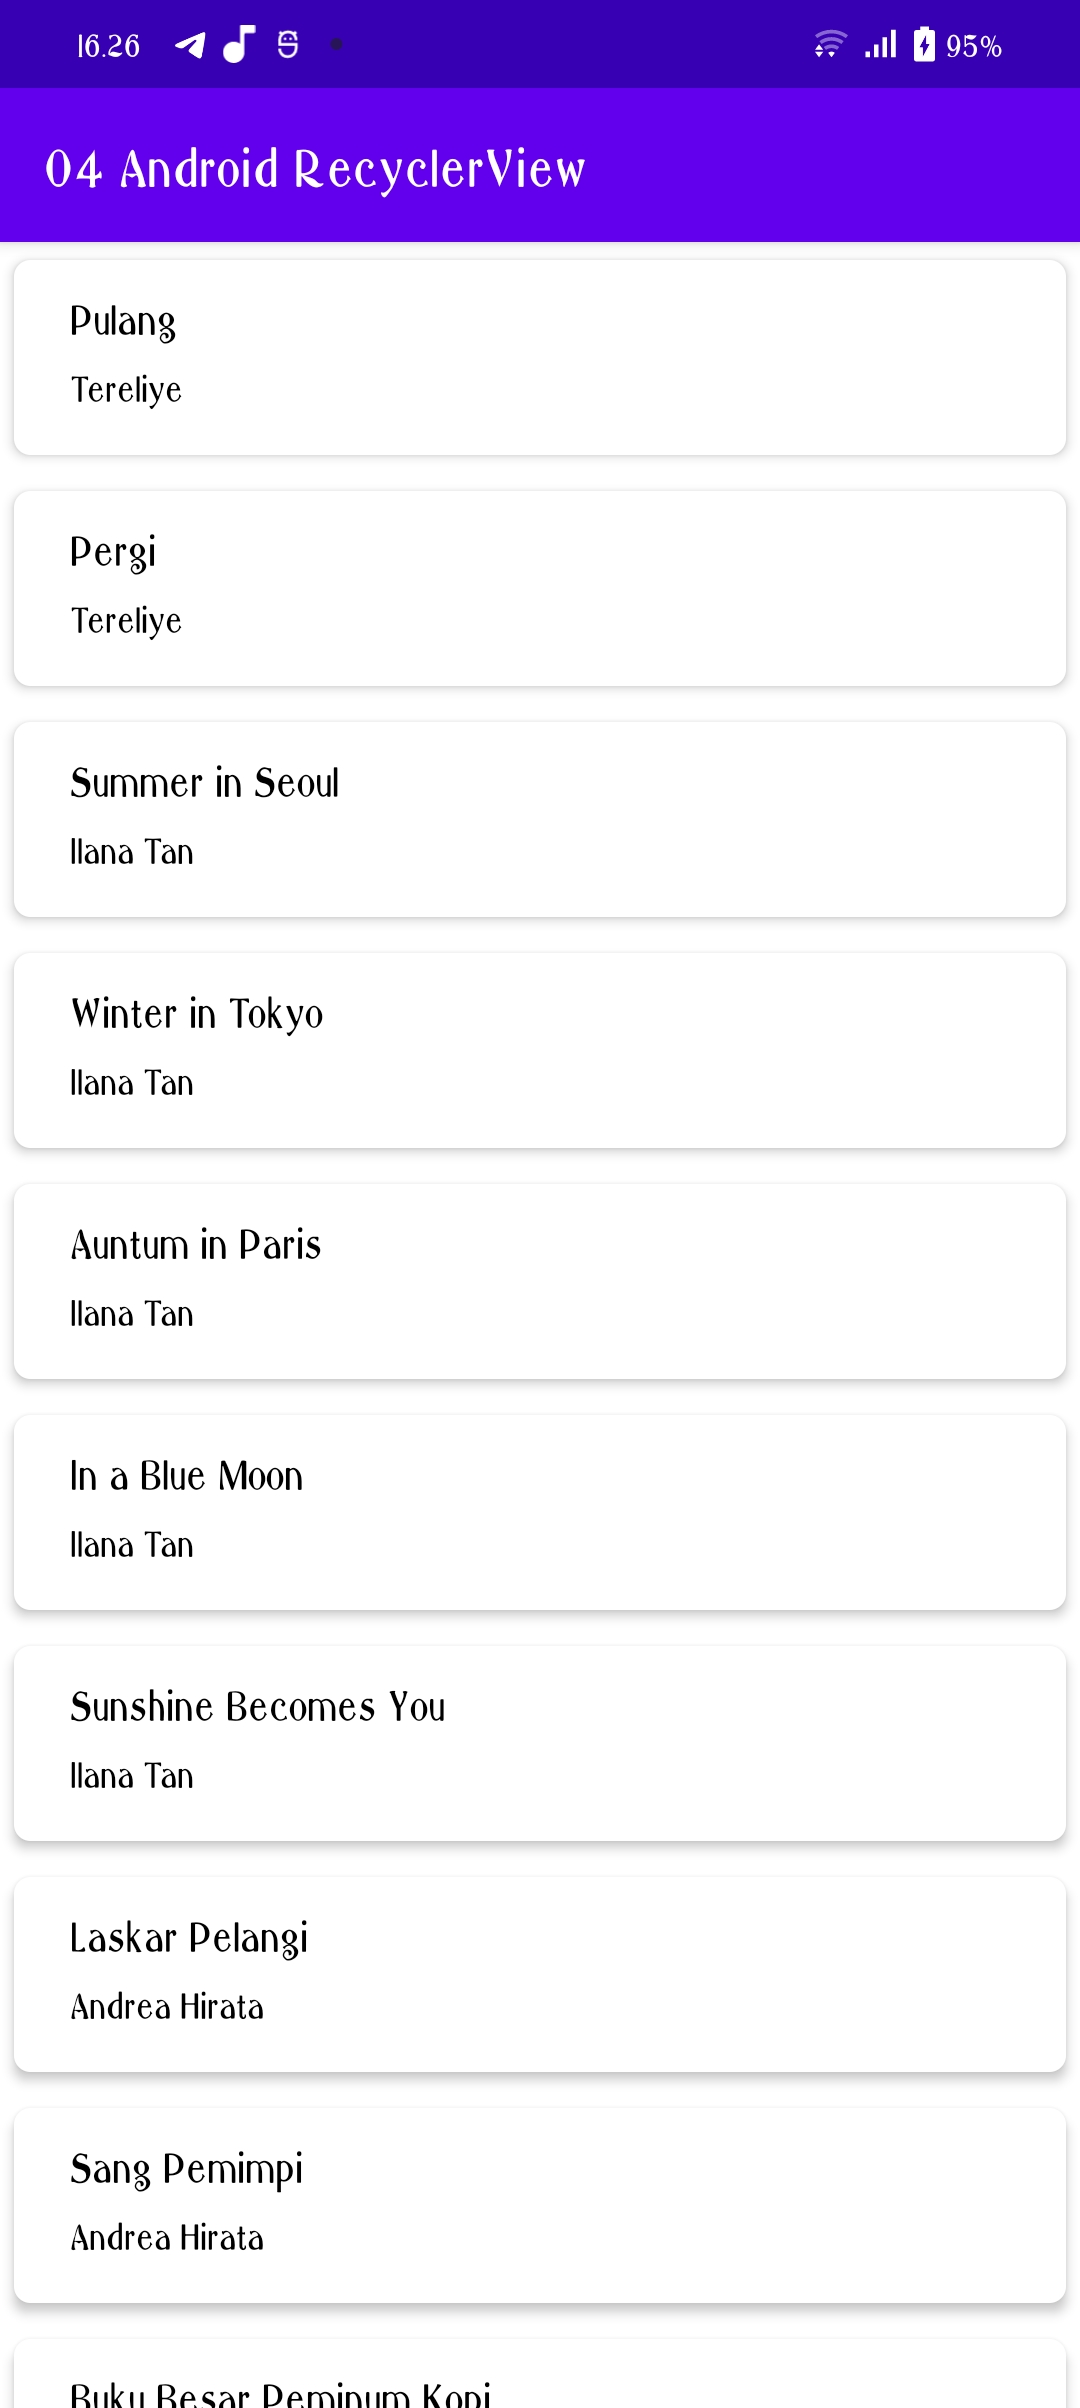 16.26 95%
04 Android RecyclerView
Pulang
Tereliye
Pergi
Tereliye
Summer in Seoul
Ilana Tan
Winter in Tokyo
Ilana Tan
Auntum in Paris
Ilana Tan
In a Blue Moon
Ilana Tan
Sunshine Becomes You
Ilana Tan
Laskar Pelangi
Andrea Hirata
Sang Pemimpi
Andrea Hirata
Buku Besar Peminum Kopi